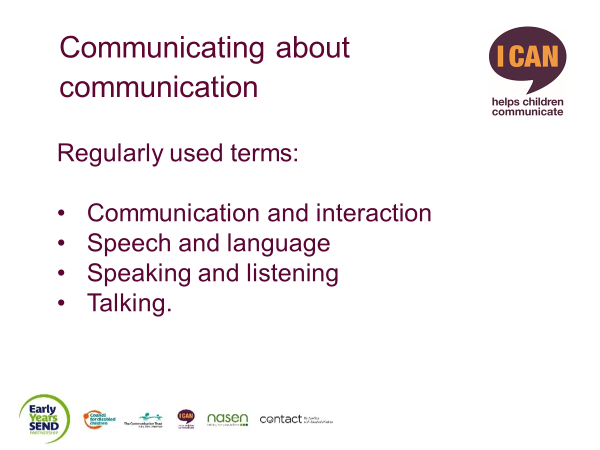 Communicating about
communication
I CAN
helps children
communicate
Regularly used terms:
• Communication and interaction
• Speech and language
• Speaking and listening
• Talking.
Early
Years
SEND
PARTNERSHIP
Council
for disabled
children
The Communication Trust
I CAN
nasen
contact